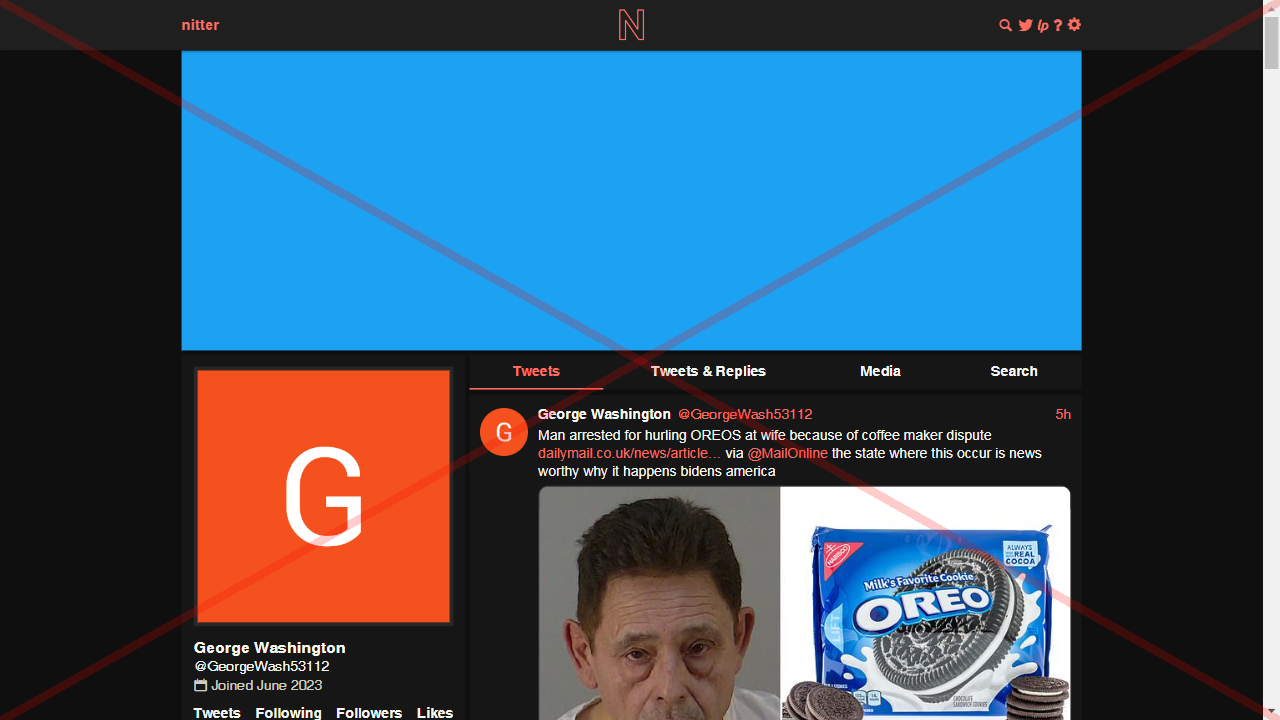 nitter
N
lp ?
Tweets
Tweets & Replies
Media
Search
G
George Washington @GeorgeWash53112 5h
Man arrested for hurling OREOS at wife because of coffee maker dispute
dailymail.co.uk/news/article… via @MailOnline the state where this occur is news
worthy why it happens bidens america
NABISCO
ALWAYS
REAL
COCOA
Milk's Favorite Cookie
OREO
CHOCOLATE
SANDWICH COOKIES
G
George Washington
@GeorgeWash53112
Joined June 2023
Tweets Following Followers Likes